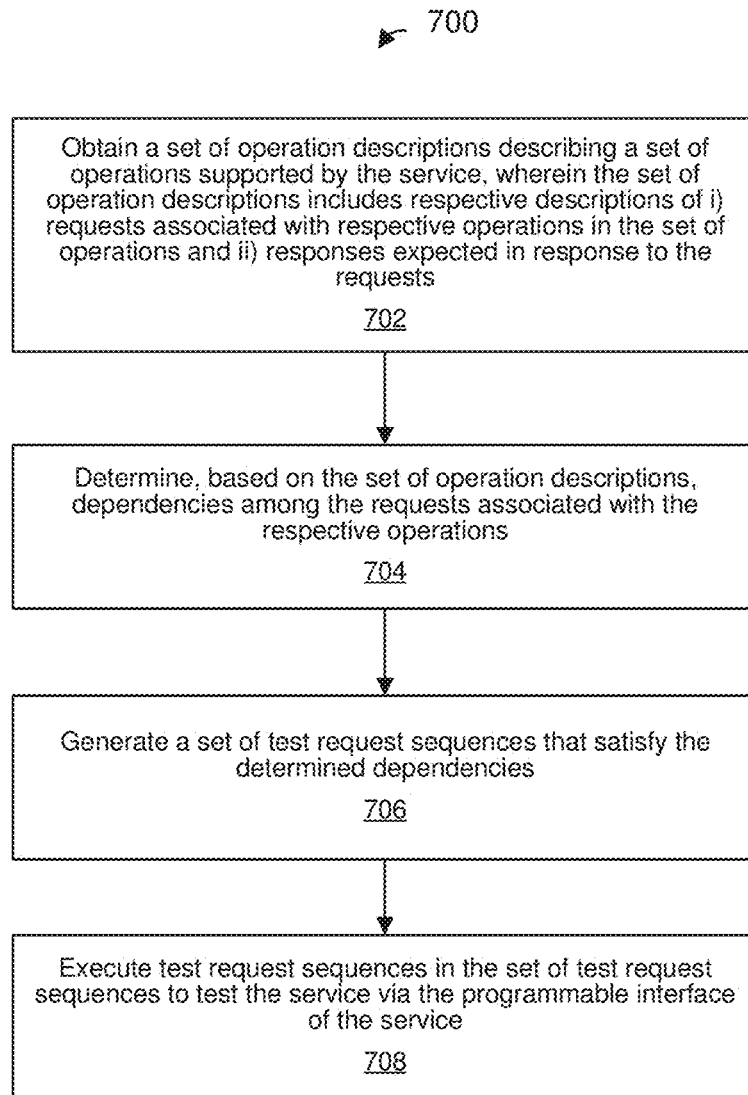 700
Obtain a set of operation descriptions describing a set of
operations supported by the service, wherein the set of
operation descriptions includes respective descriptions of i)
requests associated with respective operations in the set of
operations and ii) responses expected in response to the
requests
702
Determine, based on the set of operation descriptions,
dependencies among the requests associated with the
respective operations
704
Generate a set of test request sequences that satisfy the
determined dependencies
706
Execute test request sequences in the set of test request
sequences to test the service via the programmable interface
of the service
708